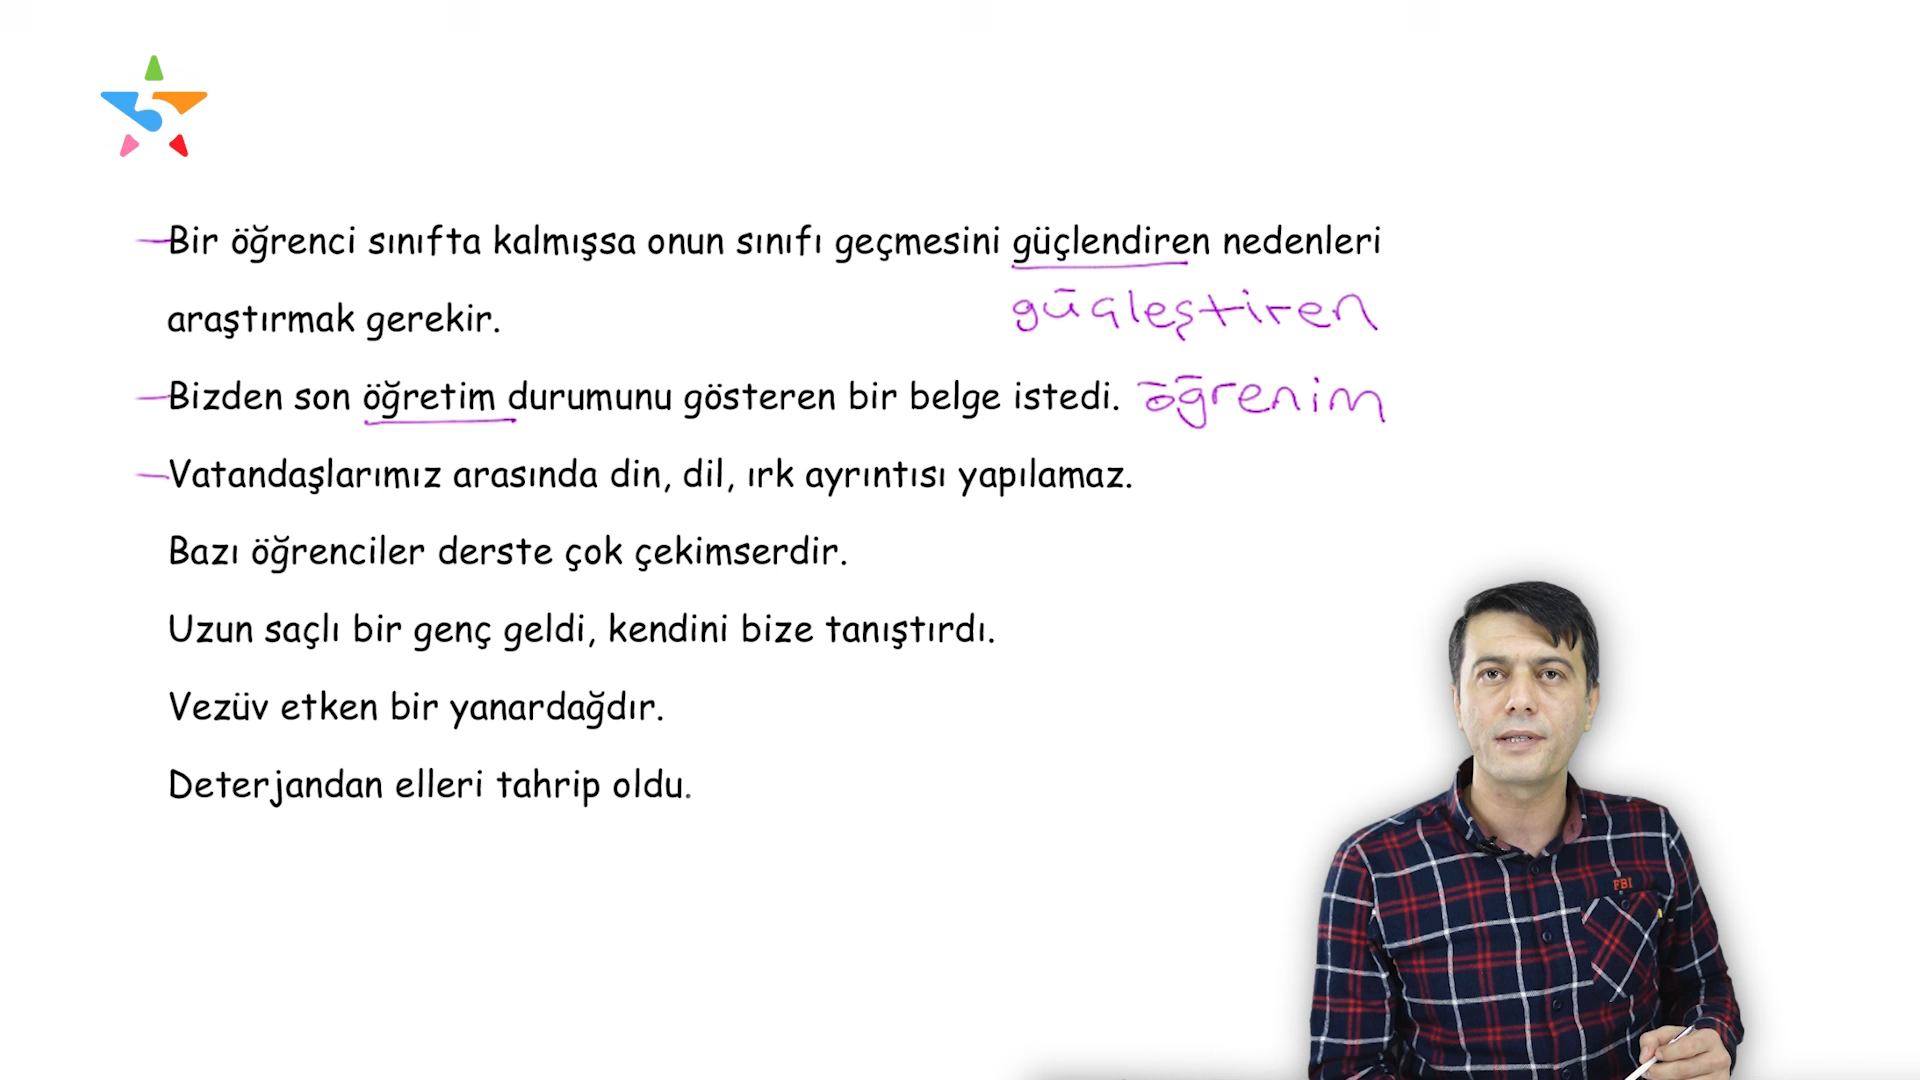 Bir öğrenci sınıfta kalmışsa onun sınıfı geçmesini güçlendiren nedenleri
güçleştiren
araştırmak gerekir.
Bizden son öğretim durumunu gösteren bir belge istedi. öğrenim
Vatandaşlarımız arasında din, dil, ırk ayrıntısı yapılamaz.
Bazı öğrenciler derste çok çekimserdir.
Uzun saçlı bir genç geldi, kendini bize tanıştırdı.
Vezüv etken bir yanardağdır.
Deterjandan elleri tahrip oldu.
FBI